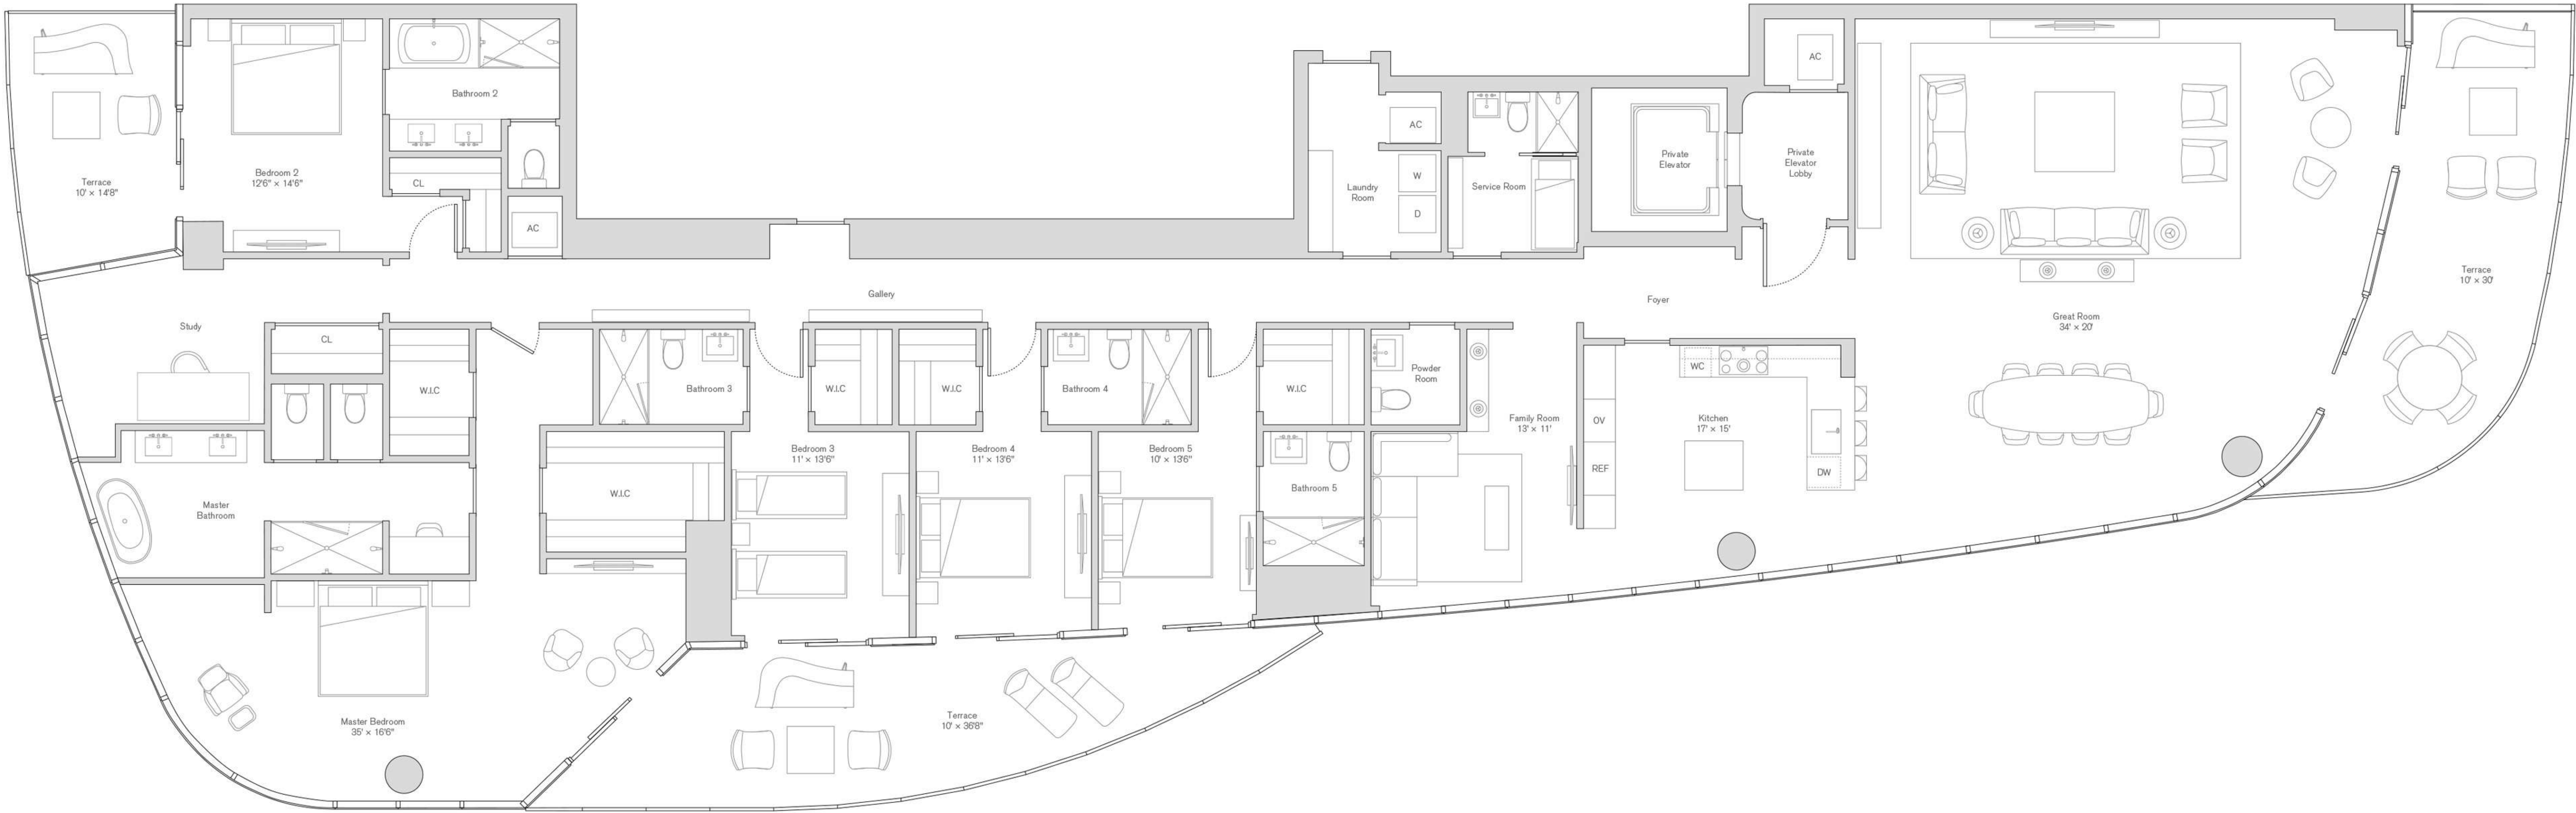 Terrace
10' × 14'8"
Bedroom 2
12'6" × 14'6"
Bathroom 2
CL
AC
Laundry
Room
AC
W
D
Service Room
Private
Elevator
Private
Elevator
Lobby
AC
Terrace
10' × 30'
Great Room
34' × 20'
Gallery
Foyer
Study
CL
W.I.C
Bathroom 3
W.I.C
W.I.C
Bathroom 4
W.I.C
Powder
Room
Family Room
13' × 11'
WC
OV
REF
Kitchen
17' × 15'
DW
Master
Bathroom
W.I.C
Bedroom 3
11' × 13'6"
Bedroom 4
11' × 13'6"
Bedroom 5
10' × 13'6"
Bathroom 5
Master Bedroom
35' × 16'6"
Terrace
10' × 36'8"